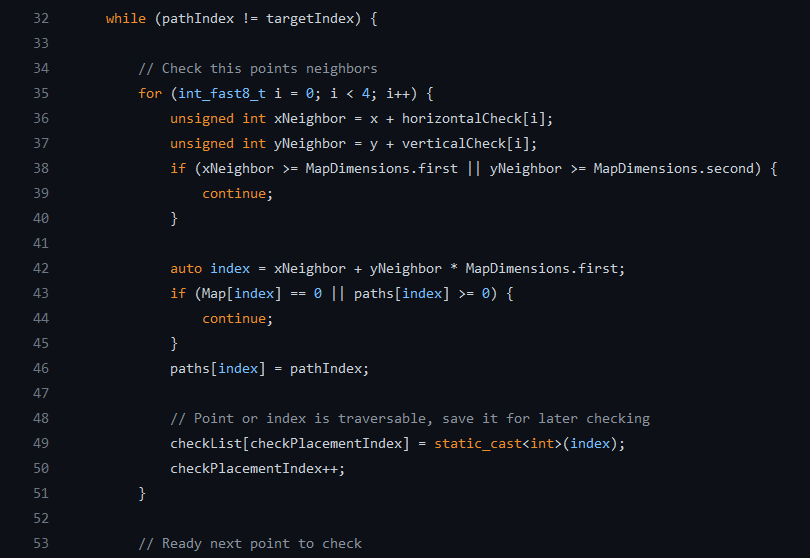 32 while (pathIndex != targetIndex) {
33
34 // Check this points neighbors
35 for (int_fast8_t i = 0; i < 4; i++) {
36 unsigned int xNeighbor = x + horizontalCheck[i];
37 unsigned int yNeighbor = y + verticalCheck[i];
38 if (xNeighbor >= MapDimensions.first || yNeighbor >= MapDimensions.second) {
39 continue;
40 }
41
42 auto index = xNeighbor + yNeighbor * MapDimensions.first;
43 if (Map[index] == 0 || paths[index] >= 0) {
44 continue;
45 }
46 paths[index] = pathIndex;
47
48 // Point or index is traversable, save it for later checking
49 checkList[checkPlacementIndex] = static_cast<int>(index);
50 checkPlacementIndex++;
51 }
52
53 // Ready next point to check